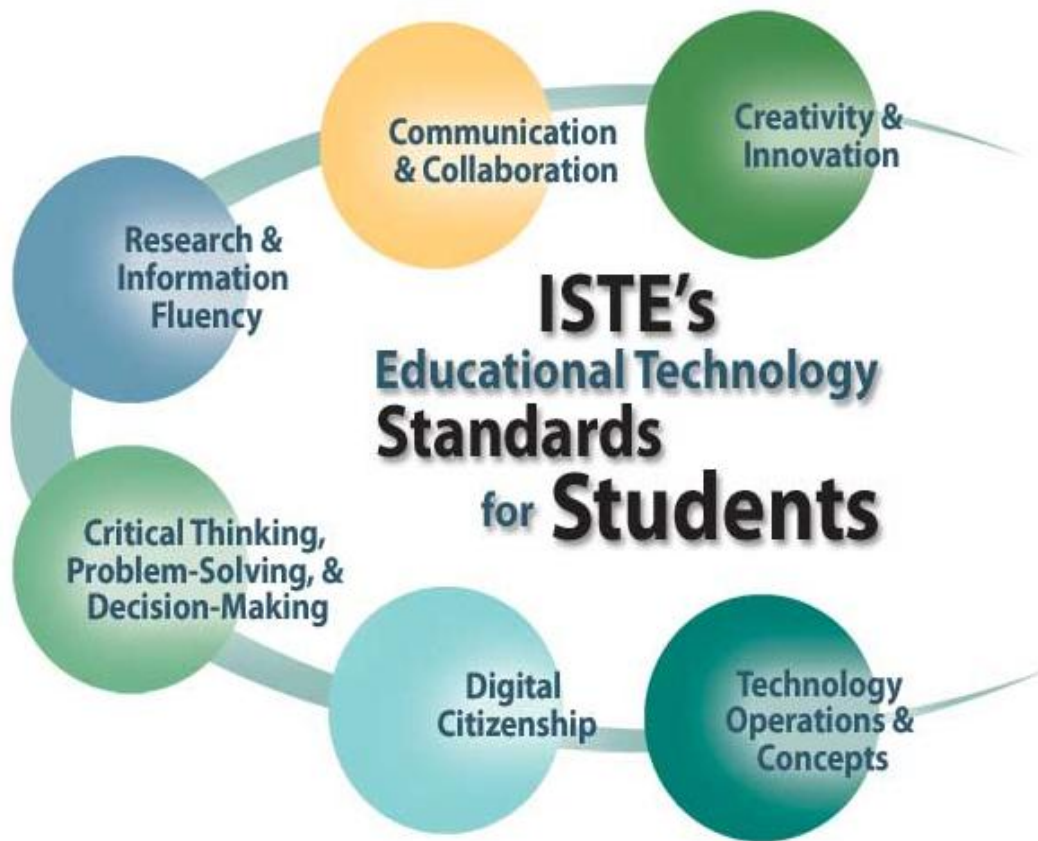 Creativity &
Innovation
Communication
& Collaboration
Research &
Information
Fluency
ISTE's
Educational Technology
Standards
for Students
Critical Thinking,
Problem-Solving, &
Decision-Making
Digital
Citizenship
Technology
Operations &
Concepts